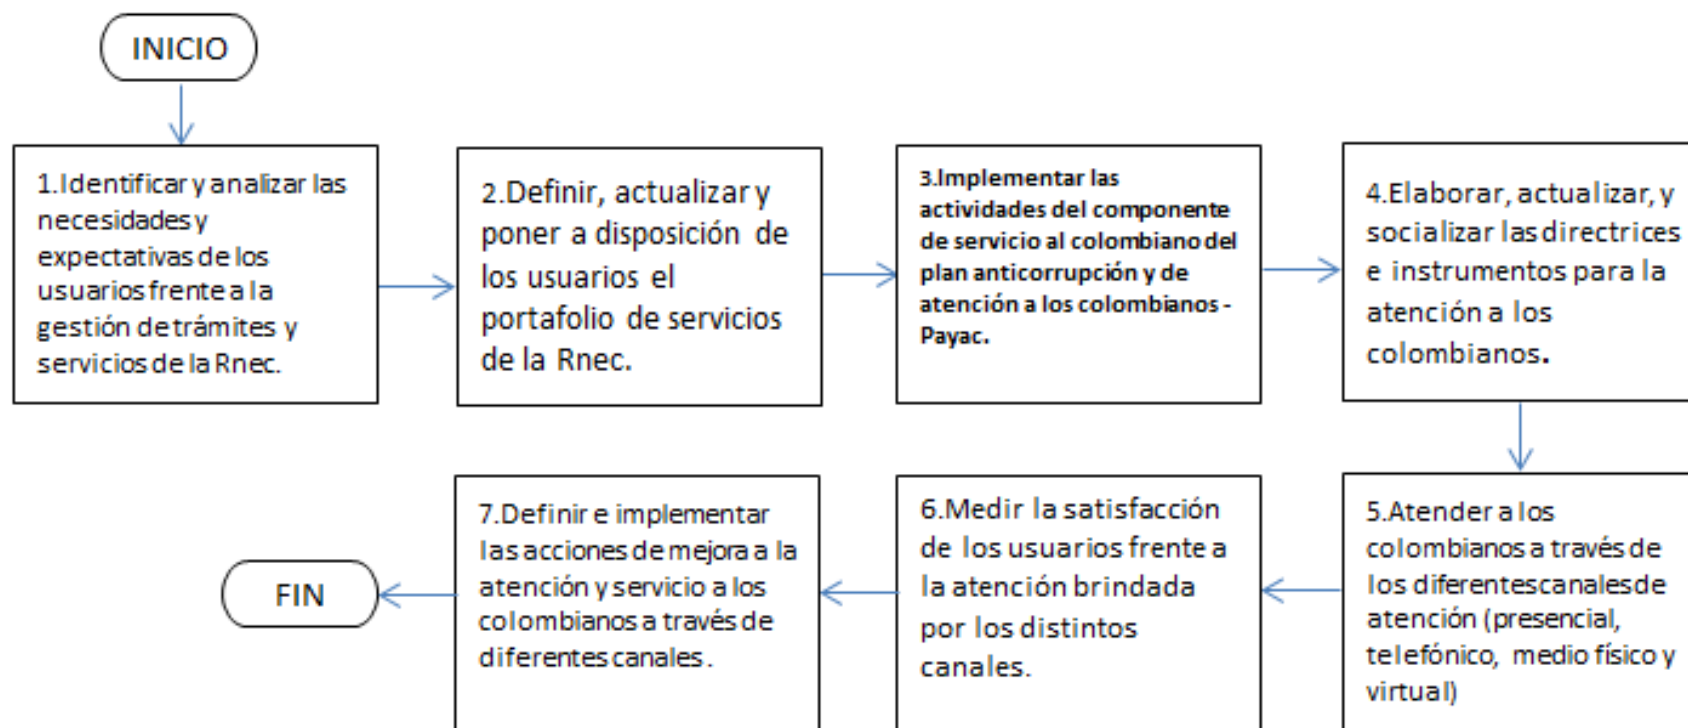 INICIO
1.Identificar y analizar las
necesidades y
expectativas de los
usuarios frente a la
gestión de trámites y
servicios de la Rnec.
2.Definir, actualizar y
poner a disposición de
los usuarios el
portafolio de servicios
de la Rnec.
3.Implementar las
actividades del componente
de servicio al colombiano del
plan anticorrupción y de
atención a los colombianos -
Payac.
4.Elaborar, actualizar, y
socializar las directrices
e instrumentos para la
atención a los
colombianos.
5.Atender a los
colombianos a través de
los diferentes canales de
atención (presencial,
telefónico, medio físico y
virtual)
6.Medir la satisfacción
de los usuarios frente a
la atención brindada
por los distintos
canales.
7.Definir e implementar
las acciones de mejora a la
atención y servicio a los
colombianos a través de
diferentes canales.
FIN